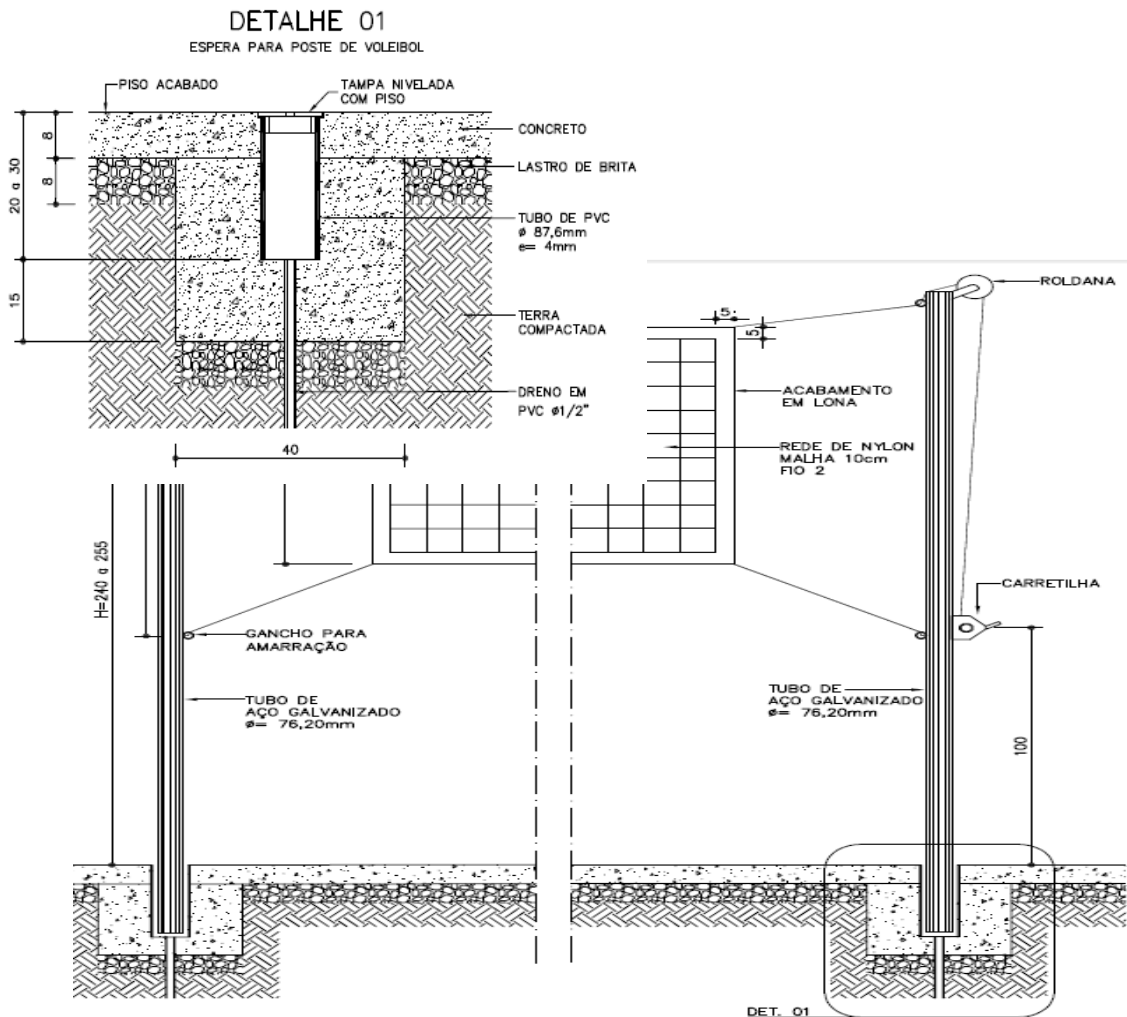 DETALHE 01
ESPERA PARA POSTE DE VOLEIBOL
PISO ACABADO
TAMPA NIVELADA
COM PISO
8
8
20 a 30
15
CONCRETO
LASTRO DE BRITA
TUBO DE PVC
ø 87,6mm
e= 4mm
TERRA
COMPACTADA
DRENO EM
PVC ø1/2"
40
5
5
ROLDANA
ACABAMENTO
EM LONA
REDE DE NYLON
MALHA 10cm
FIO 2
H=240 a 255
GANCHO PARA
AMARRAÇÃO
CARRETILHA
TUBO DE
AÇO GALVANIZADO
ø= 76,20mm
TUBO DE
AÇO GALVANIZADO
ø= 76,20mm
100
DET. 01